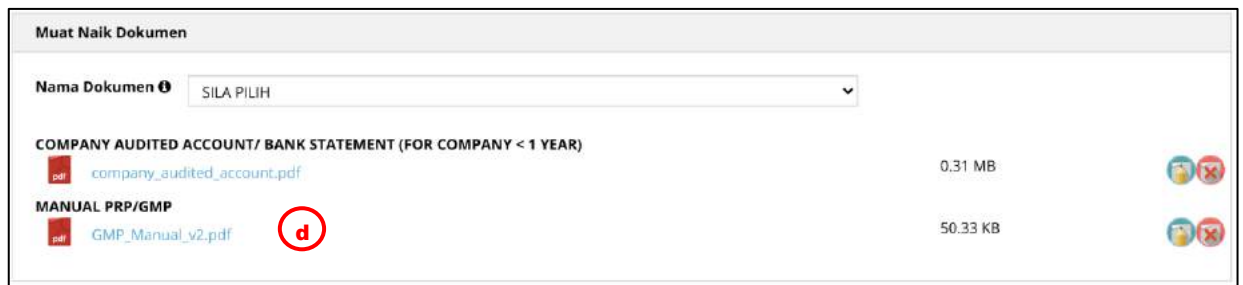 Muat Naik Dokumen
Nama Dokumen
SILA PILIH
COMPANY AUDITED ACCOUNT/ BANK STATEMENT (FOR COMPANY < 1 YEAR)
pdf company_audited_account.pdf 0.31 MB
MANUAL PRP/GMP
pdf GMP_Manual_v2.pdf d 50.33 KB